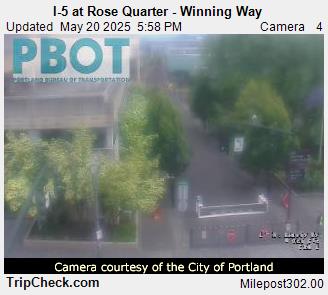 I-5 at Rose Quarter - Winning Way
Updated  May 20 2025  5:58 PM  Camera  4
PBOT
PORTLAND BUREAU OF TRANSPORTATION
Camera courtesy of the City of Portland
TripCheck.com  Milepost302.00